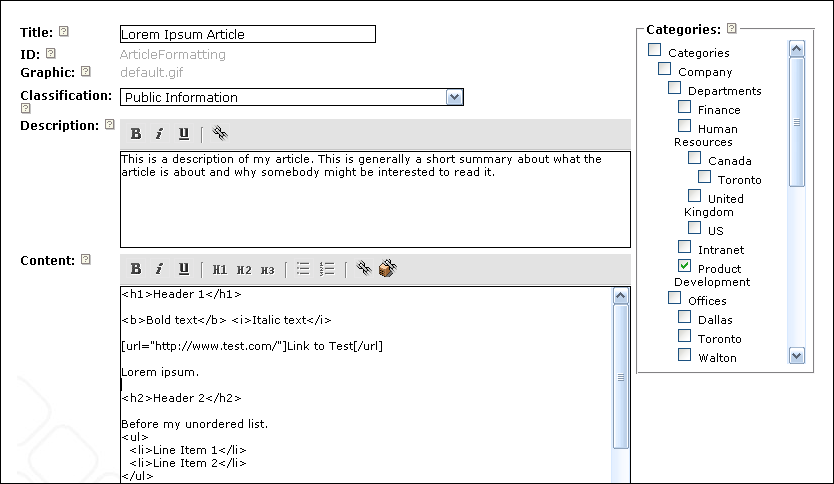 Title:
Lorem Ipsum Article
ID:
ArticleFormatting
Graphic:
default.gif
Classification:
Public Information
Description:
B i U
This is a description of my article. This is generally a short summary about what the
article is about and why somebody might be interested to read it.
Content:
B i U H1 H2 H3
<h1>Header 1</h1>
<b>Bold text</b> <i>Italic text</i>
[url="http://www.test.com/"]Link to Test[/url]
Lorem ipsum.
<h2>Header 2</h2>
Before my unordered list.
<ul>
<li>Line Item 1</li>
<li>Line Item 2</li>
</ul>
Categories:
Categories
Company
Departments
Finance
Human
Resources
Canada
Toronto
United
Kingdom
US
Intranet
Product
Development
Offices
Dallas
Toronto
Walton